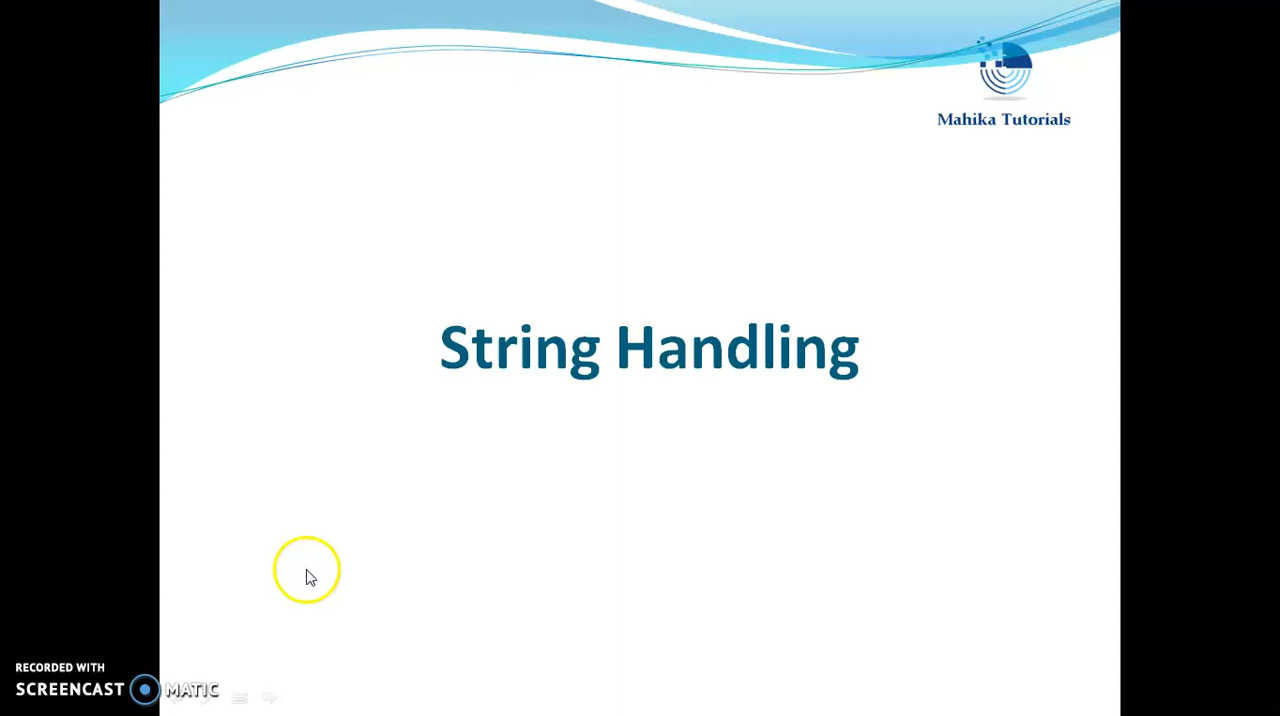 Mahika Tutorials
String Handling
RECORDED WITH
SCREENCAST MATIC